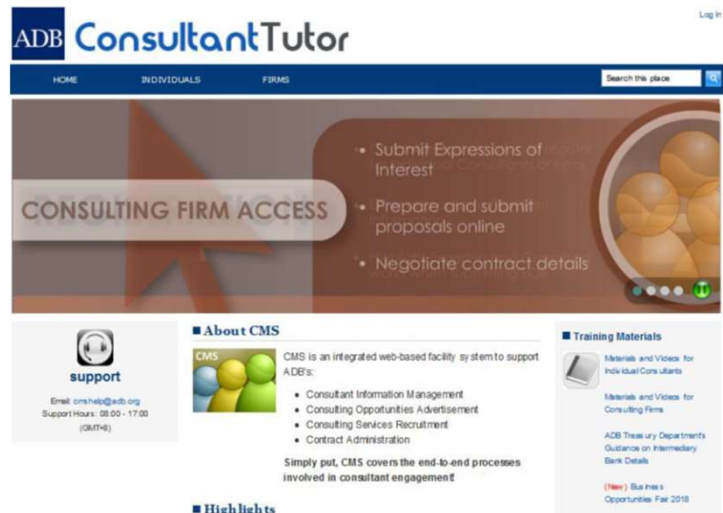 ADB ConsultantTutor
Log in
HOME INDIVIDUALS FIRMS
Search this place
CONSULTING FIRM ACCESS
• Submit Expressions of
Interest
• Prepare and submit
proposals online
• Negotiate contract details
support
Email: cmshelp@adb.org
Support Hours: 08:00 - 17:00
(GMT+8)
About CMS
CMS
CMS is an integrated web-based facility system to support
ADB's:
• Consultant Information Management
• Consulting Opportunities Advertisement
• Consulting Services Recruitment
• Contract Administration
Simply put, CMS covers the end-to-end processes
involved in consultant engagement!
Highlights
Training Materials
Materials and Videos for
Individual Consultants
Materials and Videos for
Consulting Firms
ADB Treasury Department's
Guidance on Intermediary
Bank Details
(New) Business
Opportunities Fair 2018